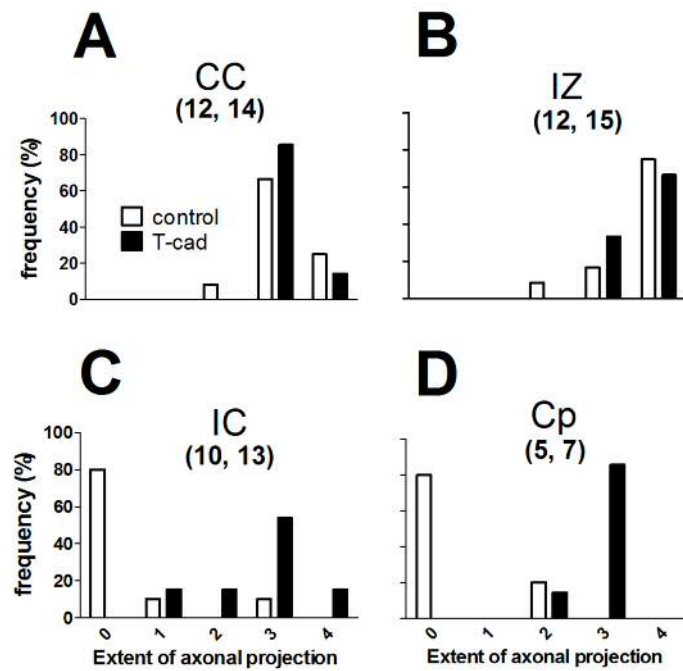 A
B
CC
(12, 14)
IZ
(12, 15)
frequency (%)
100
80
60
40
20
0
control
T-cad
C
D
IC
(10, 13)
Cp
(5, 7)
frequency (%)
100
80
60
40
20
0
0 1 2 3 4
0 1 2 3 4
Extent of axonal projection
Extent of axonal projection